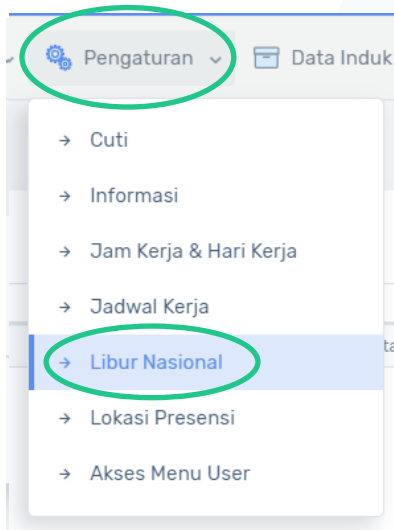 Pengaturan Data Induk
Cuti
Informasi
Jam Kerja & Hari Kerja
Jadwal Kerja
Libur Nasional
Lokasi Presensi
Akses Menu User